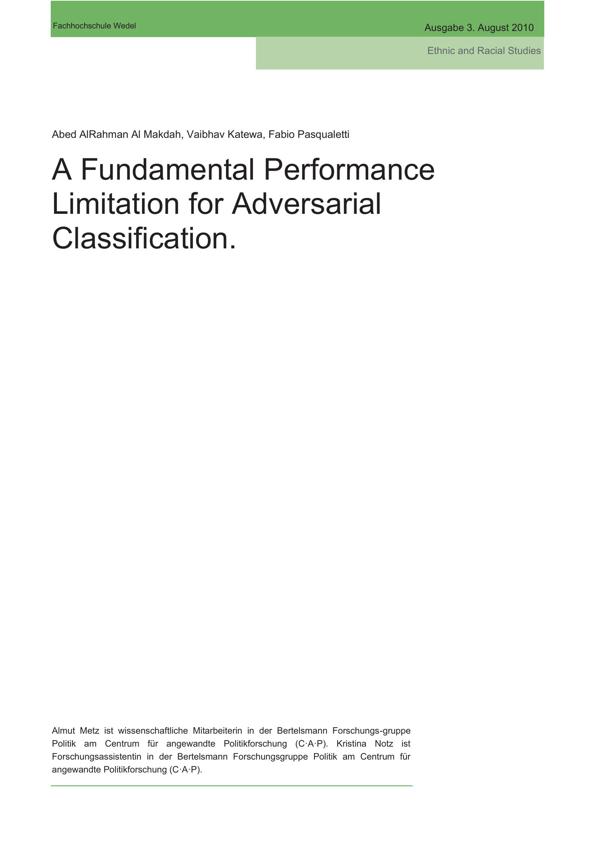 Fachhochschule Wedel
Ausgabe 3. August 2010
Ethnic and Racial Studies
Abed AlRahman Al Makdah, Vaibhav Katewa, Fabio Pasqualetti
A Fundamental Performance
Limitation for Adversarial
Classification.
Almut Metz ist wissenschaftliche Mitarbeiterin in der Bertelsmann Forschungs-gruppe
Politik am Centrum für angewandte Politikforschung (C·A·P). Kristina Notz ist
Forschungsassistentin in der Bertelsmann Forschungsgruppe Politik am Centrum für
angewandte Politikforschung (C·A·P).